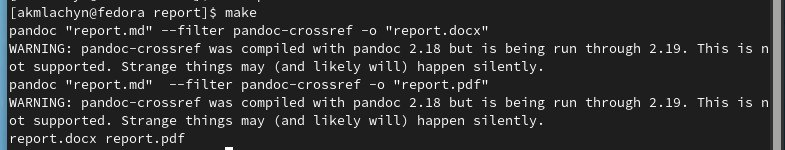 [akmlachyn@fedora report]$ make
pandoc "report.md" --filter pandoc-crossref -o "report.docx"
WARNING: pandoc-crossref was compiled with pandoc 2.18 but is being run through 2.19. This is n
ot supported. Strange things may (and likely will) happen silently.
pandoc "report.md"  --filter pandoc-crossref -o "report.pdf"
WARNING: pandoc-crossref was compiled with pandoc 2.18 but is being run through 2.19. This is n
ot supported. Strange things may (and likely will) happen silently.
report.docx report.pdf